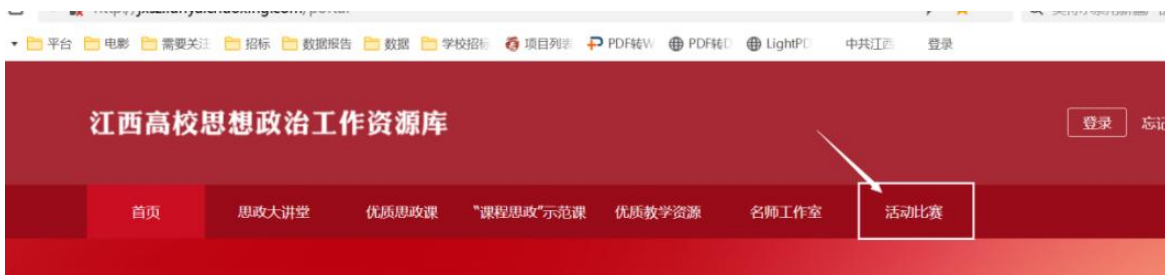 平台 电影 需要关注 招标 数据报告 数据 学校招标 项目列表 PDF转W PDF转D LightPD 中共江西 登录
江西高校思想政治工作资源库
登录 忘记
首页 思政大讲堂 优质思政课 "课程思政"示范课 优质教学资源 名师工作室 活动比赛